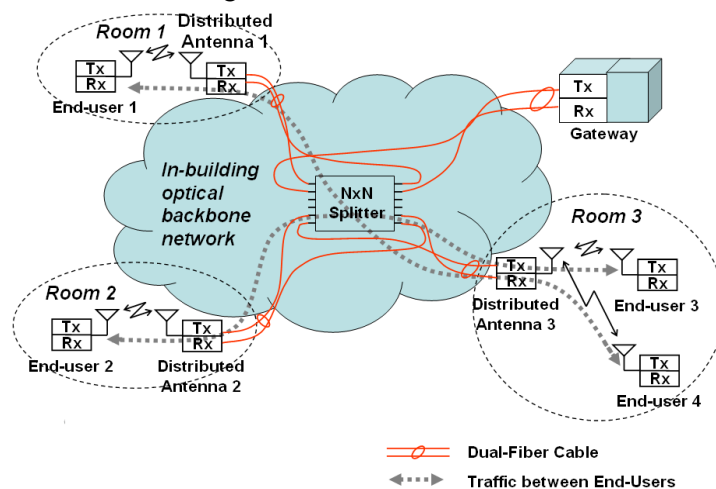 Distributed
Room 1
Antenna 1
Tx
Rx
Tx
Rx
End-user 1
Tx
Rx
Gateway
In-building
optical
backbone
network
NxN
Splitter
Room 3
Tx
Rx
Tx
Rx
Distributed
Antenna 3
End-user 3
Tx
Rx
End-user 4
Room 2
Tx
Rx
Tx
Rx
End-user 2
Distributed
Antenna 2
Dual-Fiber Cable
Traffic between End-Users